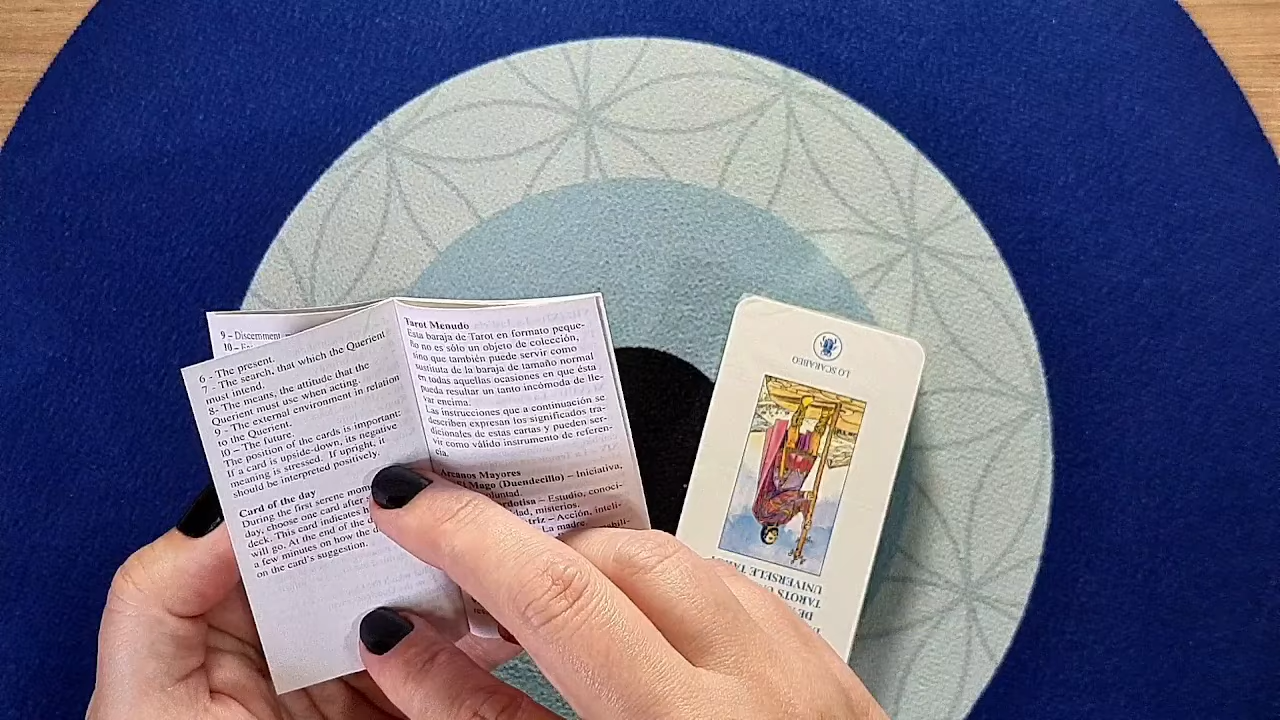 9 – Discernment
10 –
6 - The present.
7 - The search, that which the Querient
must intend.
8- The means, the attitude that the
Querient must use when acting.
9 - The external environment in relation
to the Querient.
10 – The future.
The position of the cards is important:
if a card is upside-down, its negative
meaning is stressed. If upright, it
should be interpreted positively.
Card of the day
During the first serene
day, choose one card after
deck. This card indicates
will go. At the end of the
a few minutes on how the
on the card's suggestion.
Tarot Menudo
Esta baraja de Tarot en formato peque-
ño no es sólo un objeto de colección,
sino que también puede servir como
sustituta de la baraja de tamaño normal
en todas aquellas ocasiones en que ésta
pueda resultar un tanto incómoda de lle-
var encima.
Las instrucciones que a continuación se
describen expresan los significados tra-
dicionales de estas cartas y pueden ser-
vir como válido instrumento de referen-
cia.
Arcanos Mayores
Mago (Duendecillo) – Iniciativa,
voluntad.
– Estudio, conoci-
misterios.
– Acción, inteli-
La madre.
LO SCARABEO
DE
TAROTS
UNIVERSELE TAROT